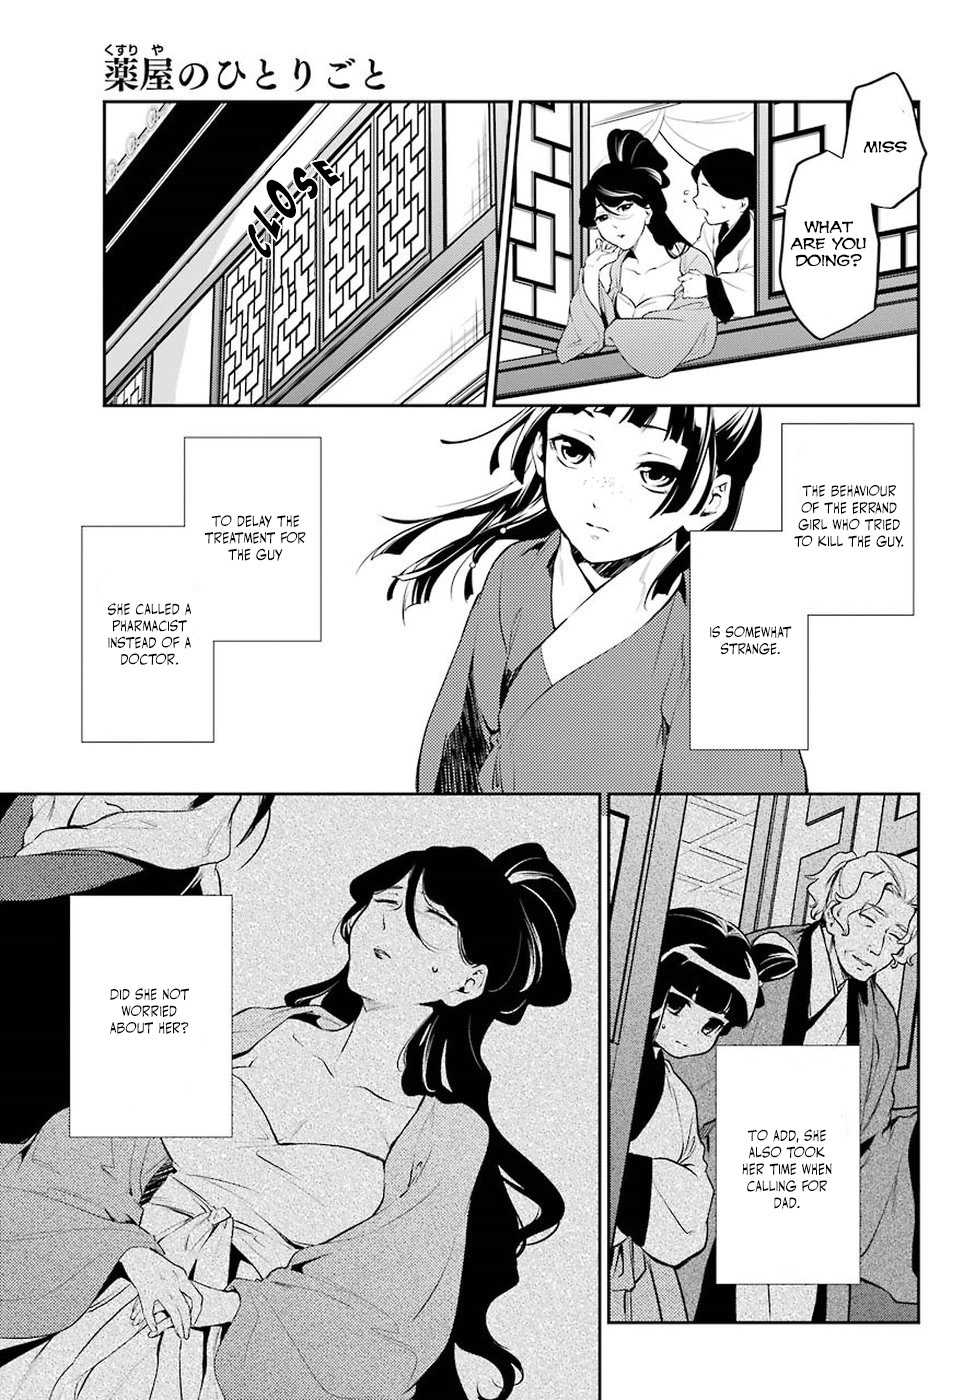 くすり や
薬屋のひとりごと
MISS
WHAT
ARE YOU
DOING?
CLOSE
THE BEHAVIOUR
OF THE ERRAND
GIRL WHO TRIED
TO KILL THE GUY.
IS SOMEWHAT
STRANGE.
TO DELAY THE
TREATMENT FOR
THE GUY
SHE CALLED A
PHARMACIST
INSTEAD OF A
DOCTOR.
TO ADD, SHE
ALSO TOOK
HER TIME WHEN
CALLING FOR
DAD.
DID SHE NOT
WORRIED
ABOUT HER?